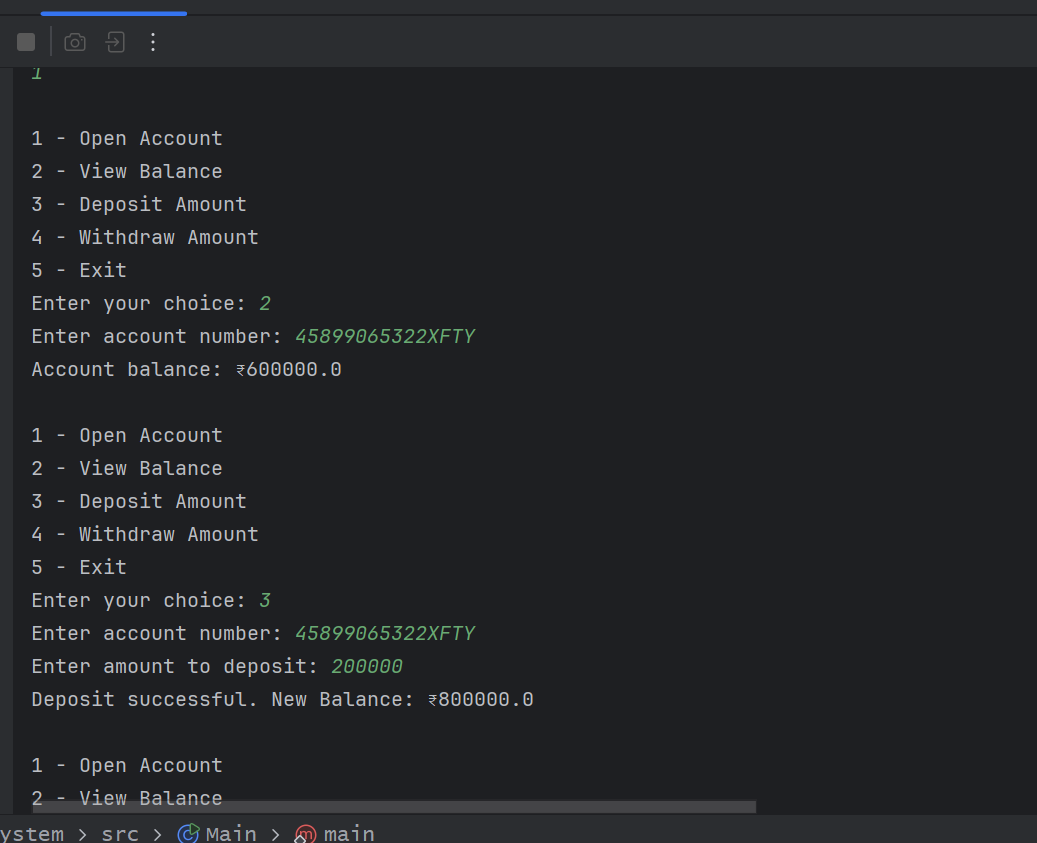 1
1 - Open Account
2 - View Balance
3 - Deposit Amount
4 - Withdraw Amount
5 - Exit
Enter your choice: 2
Enter account number: 45899065322XFTY
Account balance: ₹600000.0
1 - Open Account
2 - View Balance
3 - Deposit Amount
4 - Withdraw Amount
5 - Exit
Enter your choice: 3
Enter account number: 45899065322XFTY
Enter amount to deposit: 200000
Deposit successful. New Balance: ₹800000.0
1 - Open Account
2 - View Balance
ystem > src > C Main > m main